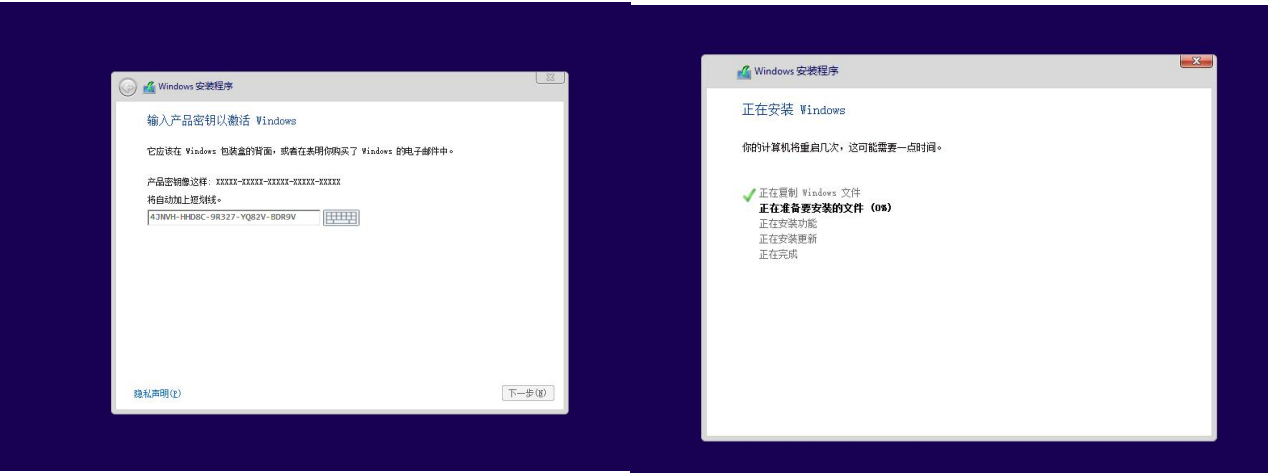 Windows 安装程序
输入产品密钥以激活 Windows
它应该在 Windows 包装盒的背面，或者在表明你购买了 Windows 的电子邮件中。
产品密钥像这样: XXXXX-XXXXX-XXXXX-XXXXX-XXXXX
将自动加上短划线。
4JNVH-HHD8C-9R327-YQ82V-8DR9V
隐私声明(P)
下一步(N)
Windows 安装程序
正在安装 Windows
你的计算机将重启几次，这可能需要一点时间。
正在复制 Windows 文件
正在准备要安装的文件 (0%)
正在安装功能
正在安装更新
正在完成